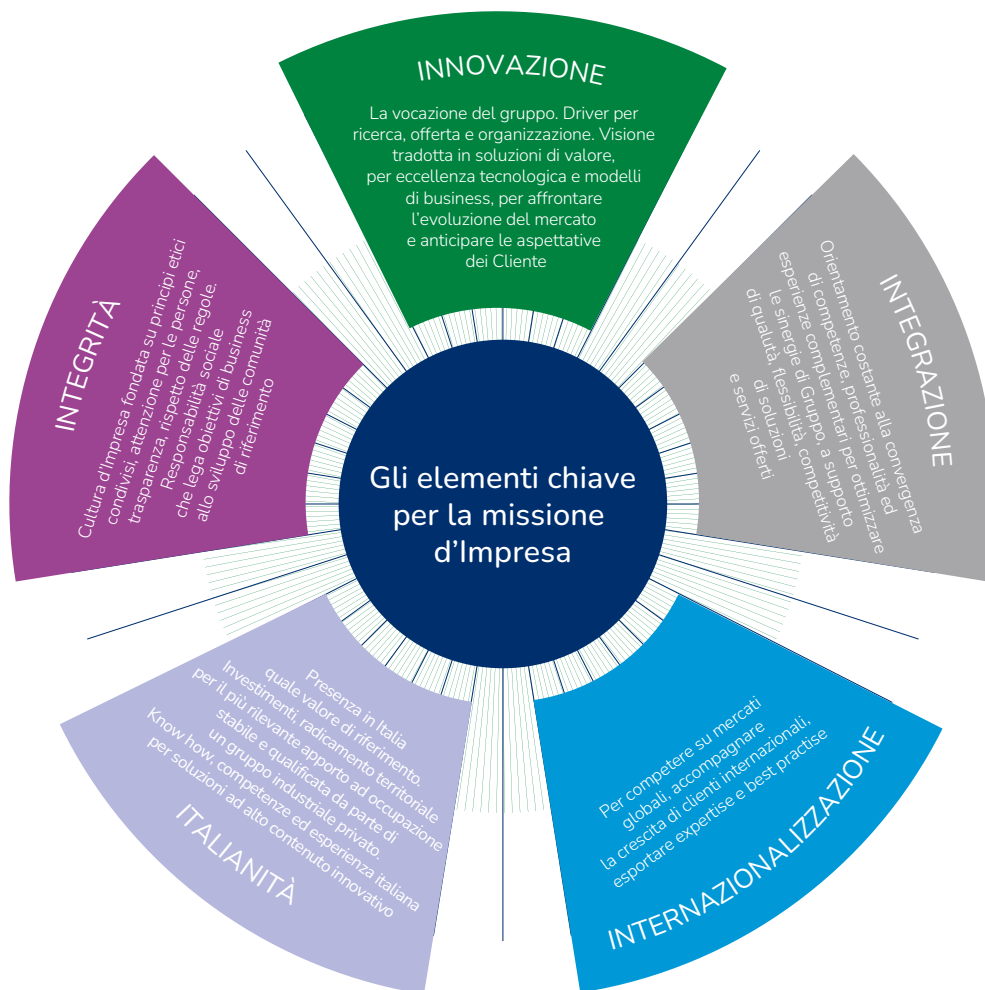 INNOVAZIONE
La vocazione del gruppo. Driver per
ricerca, offerta e organizzazione. Visione
tradotta in soluzioni di valore,
per eccellenza tecnologica e modelli
di business, per affrontare
l'evoluzione del mercato
e anticipare le aspettative
dei Cliente
INTEGRAZIONE
Orientamento costante alla convergenza
di competenze, professionalità ed
esperienze complementari per ottimizzare
le sinergie di Gruppo, a supporto
di qualutà, flessibilità, competitività
di soluzioni
e servizi offerti
INTERNAZIONALIZZAZIONE
Per competere su mercati
globali, accompagnare
la crescita di clienti internazionali,
esportare expertise e best practise
ITALIANITÀ
Presenza in Italia
quale valore di riferimento.
Investimenti, radicamento territoriale
per il più rilevante apporto ad occupazione
stabile e qualificata da parte di
un gruppo industriale privato.
Know how, competenze ed esperienza italiana
per soluzioni ad alto contenuto innovativo
INTEGRITÀ
Cultura d'Impresa fondata su principi etici
condivisi, attenzione per le persone,
trasparenza, rispetto delle regole.
Responsabilità sociale
che lega obiettivi di business
allo sviluppo delle comunità
di riferimento
Gli elementi chiave
per la missione
d'Impresa